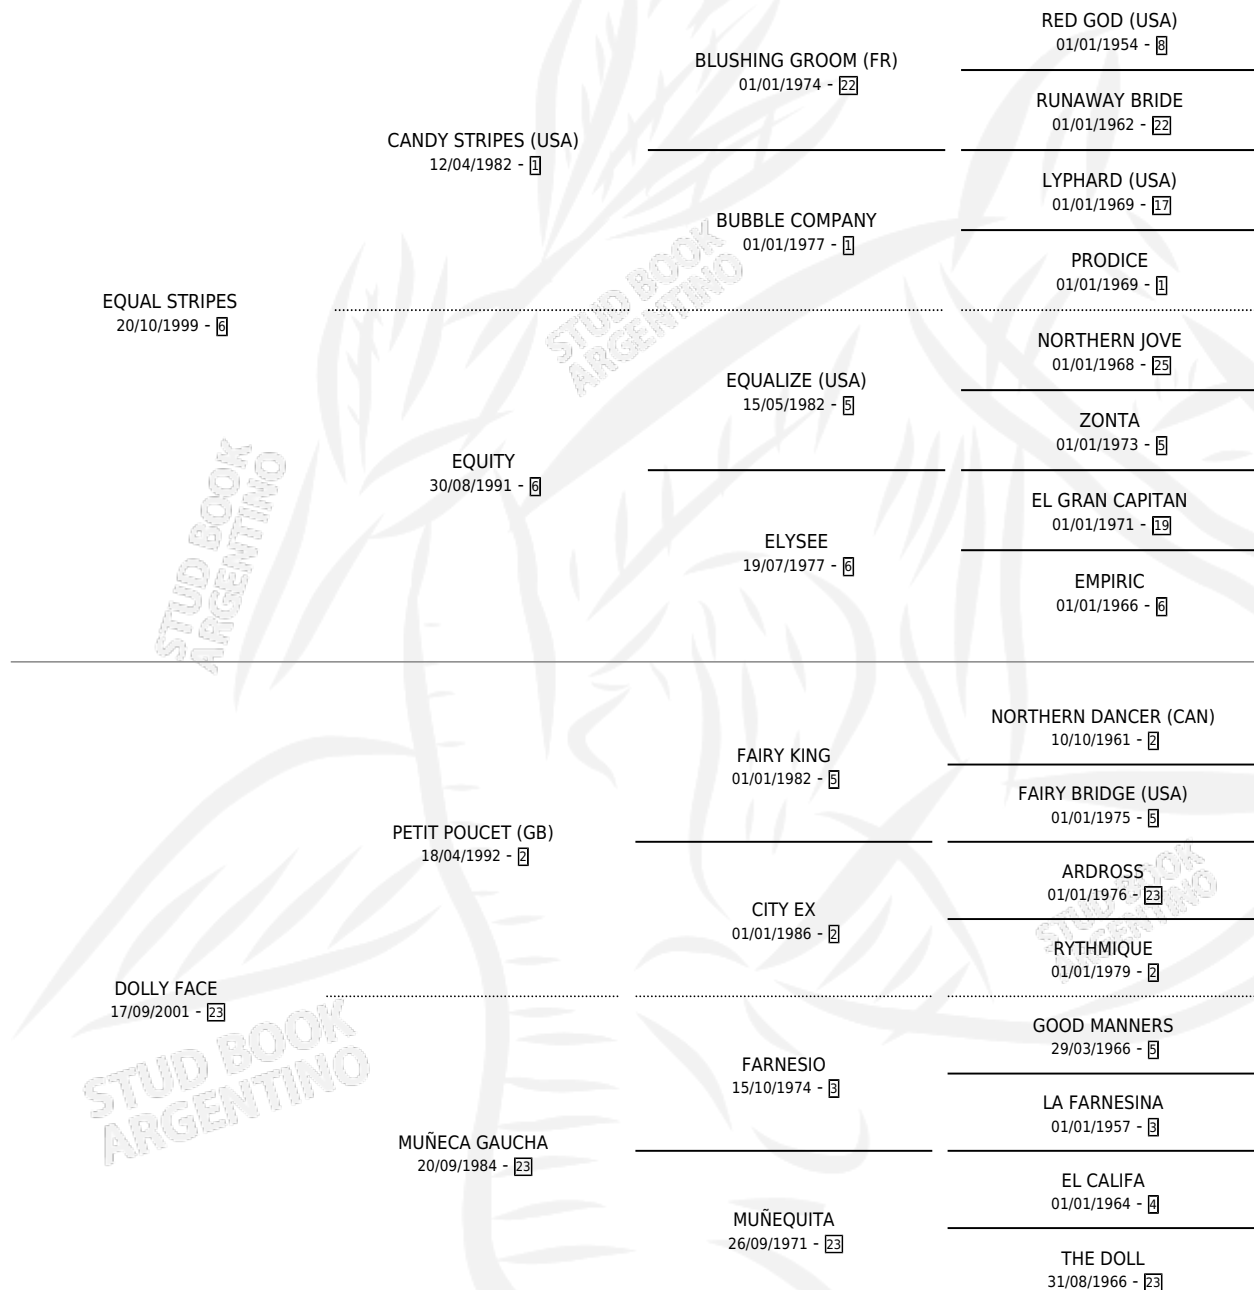 RED GOD (USA)
01/01/1954 - 8
BLUSHING GROOM (FR)
01/01/1974 - 22
RUNAWAY BRIDE
01/01/1962 - 22
CANDY STRIPES (USA)
12/04/1982 - 1
LYPHARD (USA)
01/01/1969 - 17
BUBBLE COMPANY
01/01/1977 - 1
PRODICE
01/01/1969 - 1
EQUAL STRIPES
20/10/1999 - 6
NORTHERN JOVE
01/01/1968 - 25
EQUALIZE (USA)
15/05/1982 - 5
ZONTA
01/01/1973 - 5
EQUITY
30/08/1991 - 6
EL GRAN CAPITAN
01/01/1971 - 19
ELYSEE
19/07/1977 - 6
EMPIRIC
01/01/1966 - 6
NORTHERN DANCER (CAN)
10/10/1961 - 2
FAIRY KING
01/01/1982 - 5
FAIRY BRIDGE (USA)
01/01/1975 - 5
PETIT POUCET (GB)
18/04/1992 - 2
ARDROSS
01/01/1976 - 23
CITY EX
01/01/1986 - 2
RYTHMIQUE
01/01/1979 - 2
DOLLY FACE
17/09/2001 - 23
GOOD MANNERS
29/03/1966 - 5
FARNESIO
15/10/1974 - 3
LA FARNESINA
01/01/1957 - 3
MUÑECA GAUCHA
20/09/1984 - 23
EL CALIFA
01/01/1964 - 4
MUÑEQUITA
26/09/1971 - 23
THE DOLL
31/08/1966 - 23
STUD BOOK
ARGENTINO
STUD BOOK
ARGENTINO
STUD BOOK
ARGENTINO
STUD BOOK
ARGENTINO